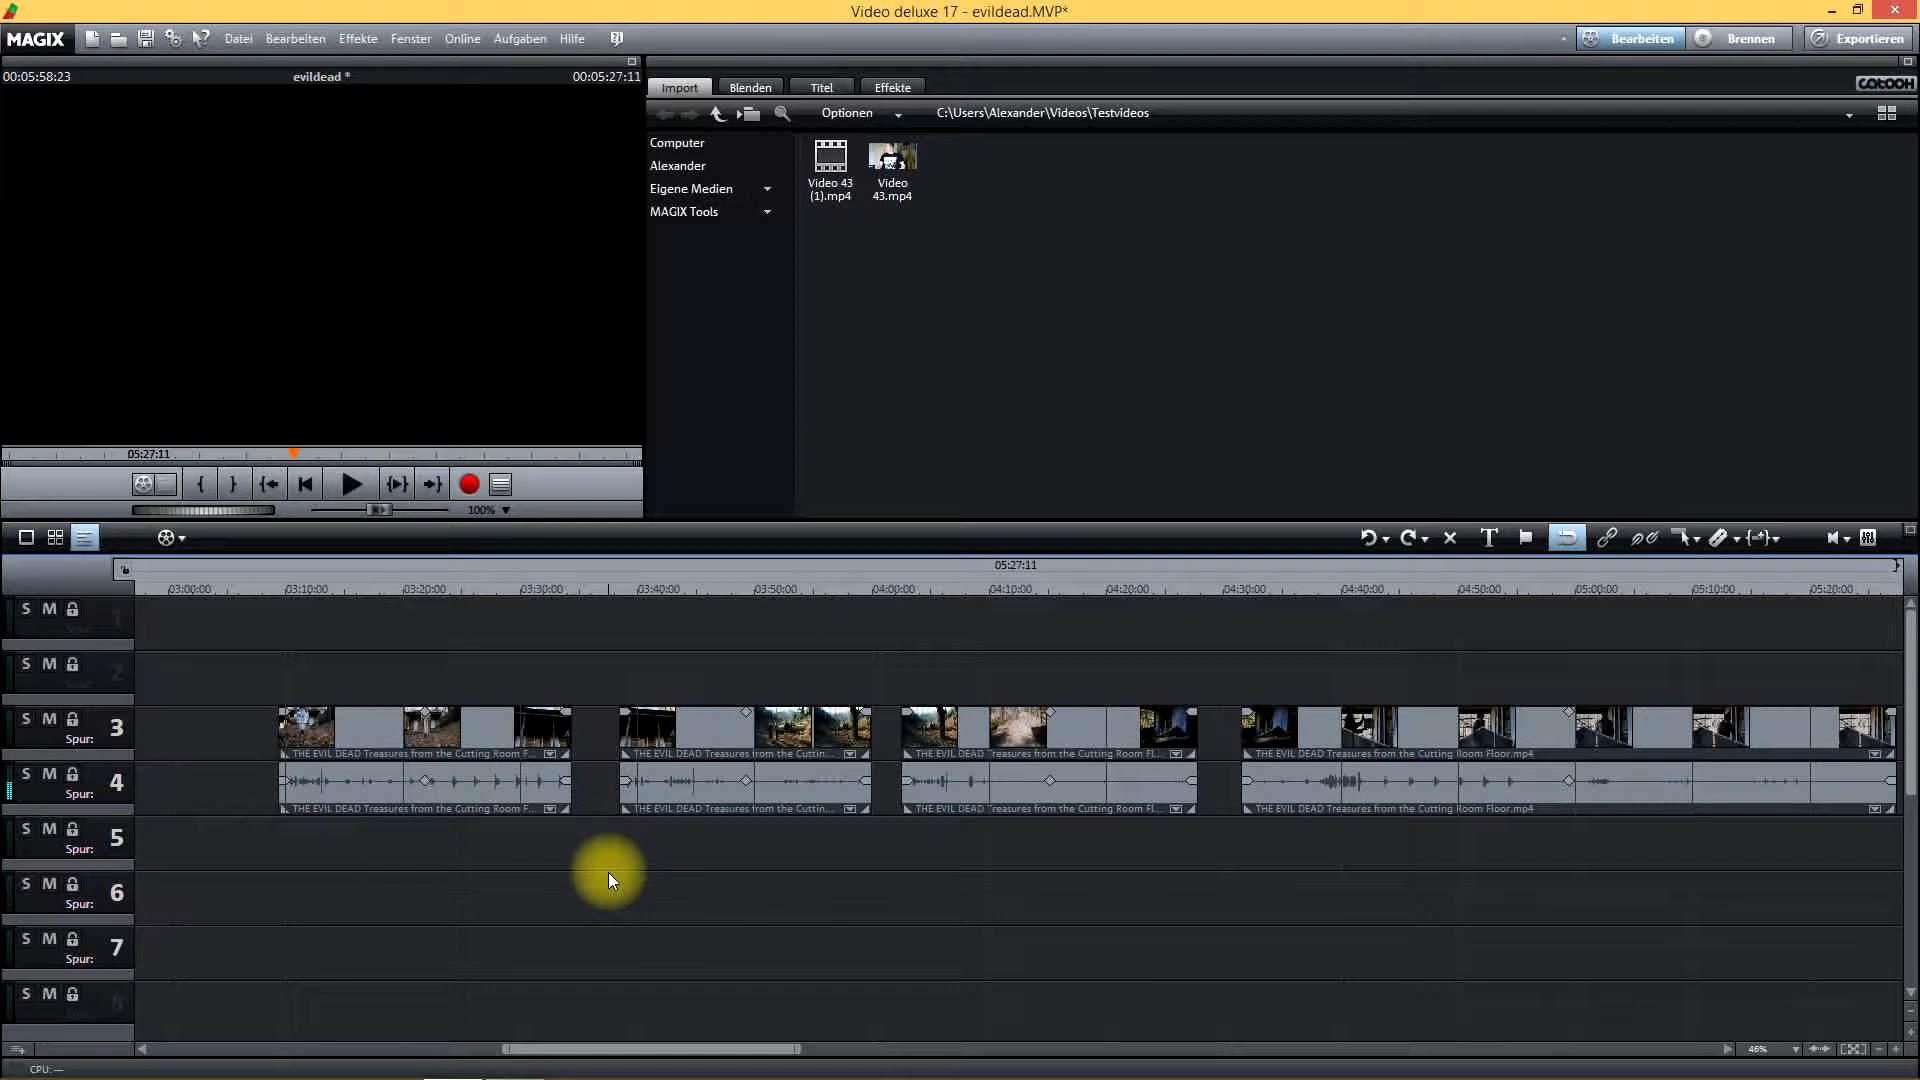 Video deluxe 17 - evildead.MVP*
MAGIX Datei Bearbeiten Effekte Fenster Online Aufgaben Hilfe Bearbeiten Brennen Exportieren
00:05:58:23 evildead * 00:05:27:11
Import Blenden Titel Effekte catooh
Optionen C:\Users\Alexander\Videos\Testvideos
Computer
Alexander
Eigene Medien
MAGIX Tools
Video 43
(1).mp4
Video
43.mp4
05:27:11
100%
05:27:11
03:00:00 03:10:00 03:20:00 03:30:00 03:40:00 03:50:00 04:00:00 04:10:00 04:20:00 04:30:00 04:40:00 04:50:00 05:00:00 05:10:00 05:20:00
S M 1
Spur:
S M 2
Spur:
S M 3
Spur:
THE EVIL DEAD Treasures from the Cutting Room F... THE EVIL DEAD Treasures from the Cuttin... THE EVIL DEAD Treasures from the Cutting Room Fl... THE EVIL DEAD Treasures from the Cutting Room Floor.mp4
S M 4
Spur:
THE EVIL DEAD Treasures from the Cutting Room F... THE EVIL DEAD Treasures from the Cuttin... THE EVIL DEAD Treasures from the Cutting Room Fl... THE EVIL DEAD Treasures from the Cutting Room Floor.mp4
S M 5
Spur:
S M 6
Spur:
S M 7
Spur:
S M 8
46%
CPU: —